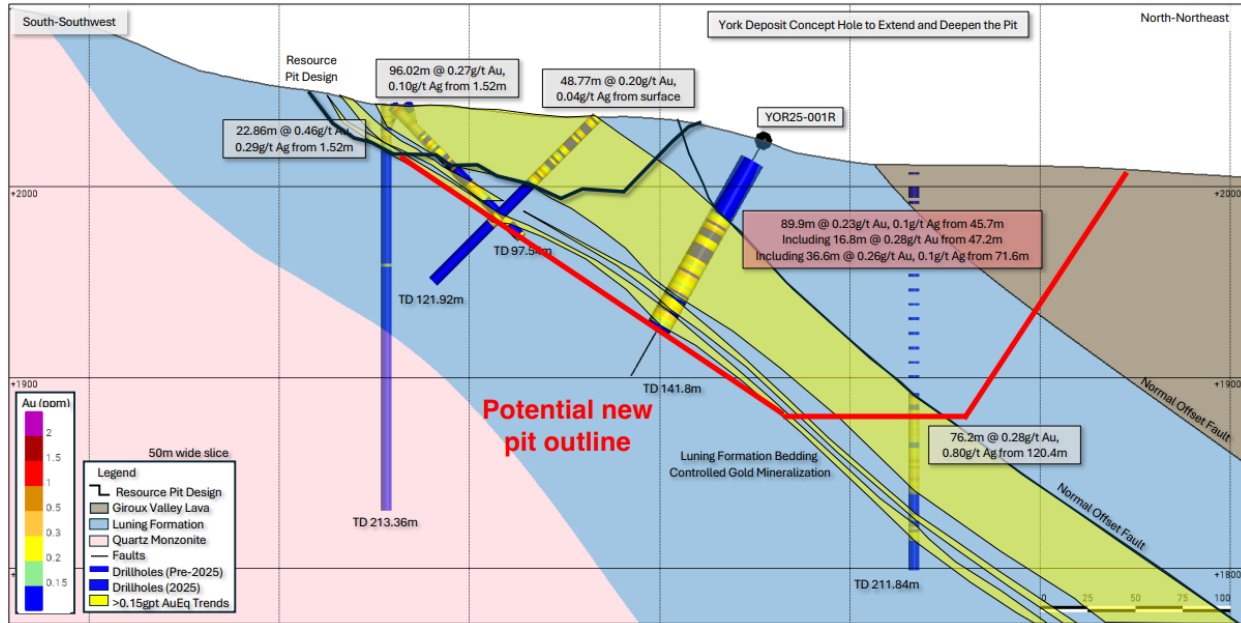 South-Southwest
York Deposit Concept Hole to Extend and Deepen the Pit
North-Northeast
Resource
Pit Design
96.02m @ 0.27g/t Au,
0.10g/t Ag from 1.52m
48.77m @ 0.20g/t Au,
0.04g/t Ag from surface
YOR25-001R
22.86m @ 0.46g/t Au,
0.29g/t Ag from 1.52m
+2000
+2000
89.9m @ 0.23g/t Au, 0.1g/t Ag from 45.7m
Including 16.8m @ 0.28g/t Au from 47.2m
Including 36.6m @ 0.26g/t Au, 0.1g/t Ag from 71.6m
TD 97.54m
TD 121.92m
+1900
TD 141.8m
+1900
Normal Offset Fault
Potential new
pit outline
76.2m @ 0.28g/t Au,
0.80g/t Ag from 120.4m
Luning Formation Bedding
Controlled Gold Mineralization
Normal Offset Fault
Au (ppm)
2
1.5
1
0.5
0.3
0.2
0.15
50m wide slice
Legend
Resource Pit Design
Giroux Valley Lava
Luning Formation
Quartz Monzonite
Faults
Drillholes (Pre-2025)
Drillholes (2025)
>0.15gpt AuEq Trends
TD 213.36m
TD 211.84m
+1800
0 25 50 75 100